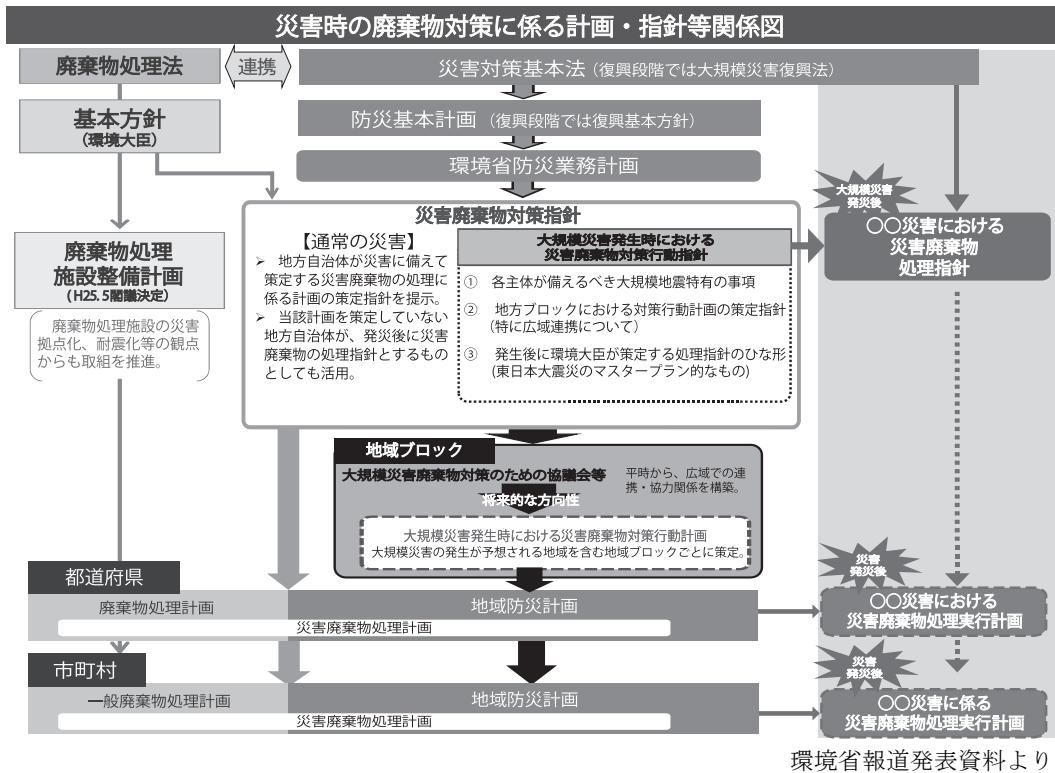 災害時の廃棄物対策に係る計画・指針等関係図
廃棄物処理法
連携
災害対策基本法（復興段階では大規模災害復興法）
基本方針
（環境大臣）
防災基本計画（復興段階では復興基本方針）
環境省防災業務計画
廃棄物処理
施設整備計画
（H25.5閣議決定）
廃棄物処理施設の災害
拠点化、耐震化等の観点
からも取組を推進。
災害廃棄物対策指針
【通常の災害】
➢ 地方自治体が災害に備えて
策定する災害廃棄物の処理に
係る計画の策定指針を提示。
➢ 当該計画を策定していない
地方自治体が、発災後に災害
廃棄物の処理指針とするもの
としても活用。
大規模災害発生時における
災害廃棄物対策行動指針
① 各主体が備えるべき大規模地震特有の事項
② 地方ブロックにおける対策行動計画の策定指針
（特に広域連携について）
③ 発生後に環境大臣が策定する処理指針のひな形
(東日本大震災のマスタープラン的なもの)
大規模災害
発災後
〇〇災害における
災害廃棄物
処理指針
地域ブロック
大規模災害廃棄物対策のための協議会等
平時から、広域での連
携・協力関係を構築。
将来的な方向性
大規模災害発生時における災害廃棄物対策行動計画
大規模災害の発生が予想される地域を含む地域ブロックごとに策定。
都道府県
廃棄物処理計画
地域防災計画
災害廃棄物処理計画
災害
発災後
〇〇災害における
災害廃棄物処理実行計画
市町村
一般廃棄物処理計画
地域防災計画
災害廃棄物処理計画
災害
発災後
〇〇災害に係る
災害廃棄物処理実行計画
環境省報道発表資料より